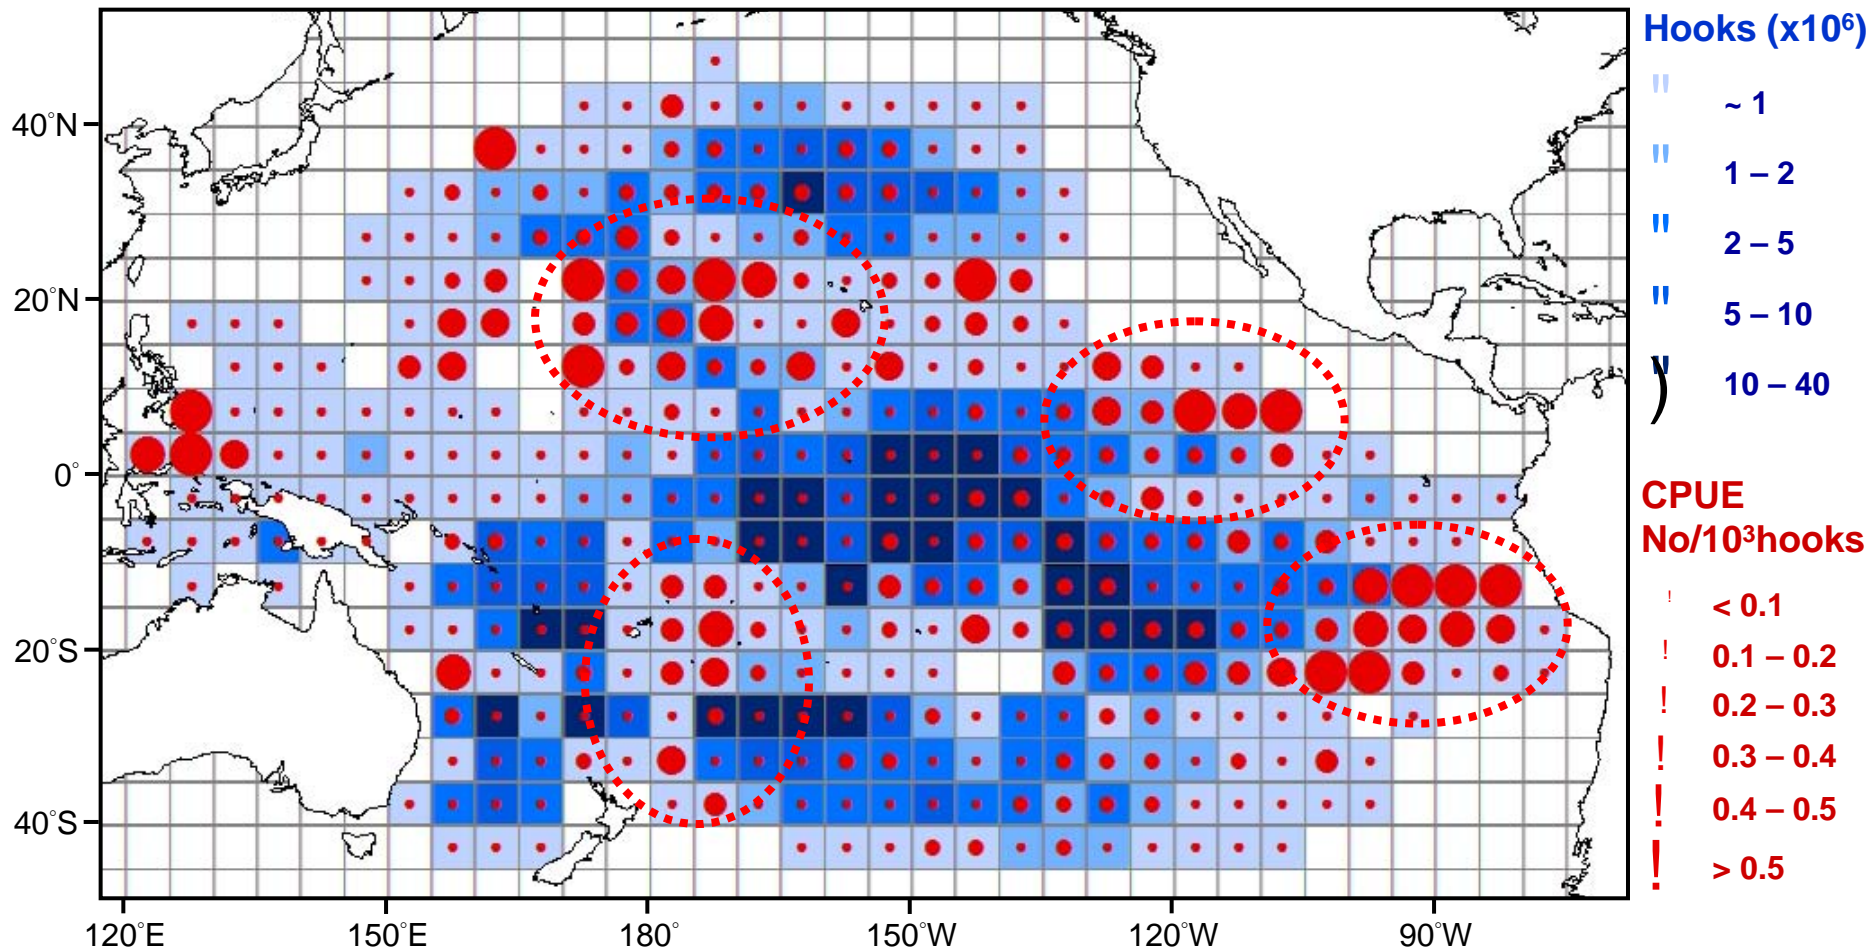 Hooks (x10⁶)
" ~ 1
" 1 – 2
" 2 – 5
" 5 – 10
" ) 10 – 40
CPUE
No/10³hooks
! < 0.1
! 0.1 – 0.2
! 0.2 – 0.3
! 0.3 – 0.4
! 0.4 – 0.5
! > 0.5
40°N
20°N
0°
20°S
40°S
120°E 150°E 180° 150°W 120°W 90°W